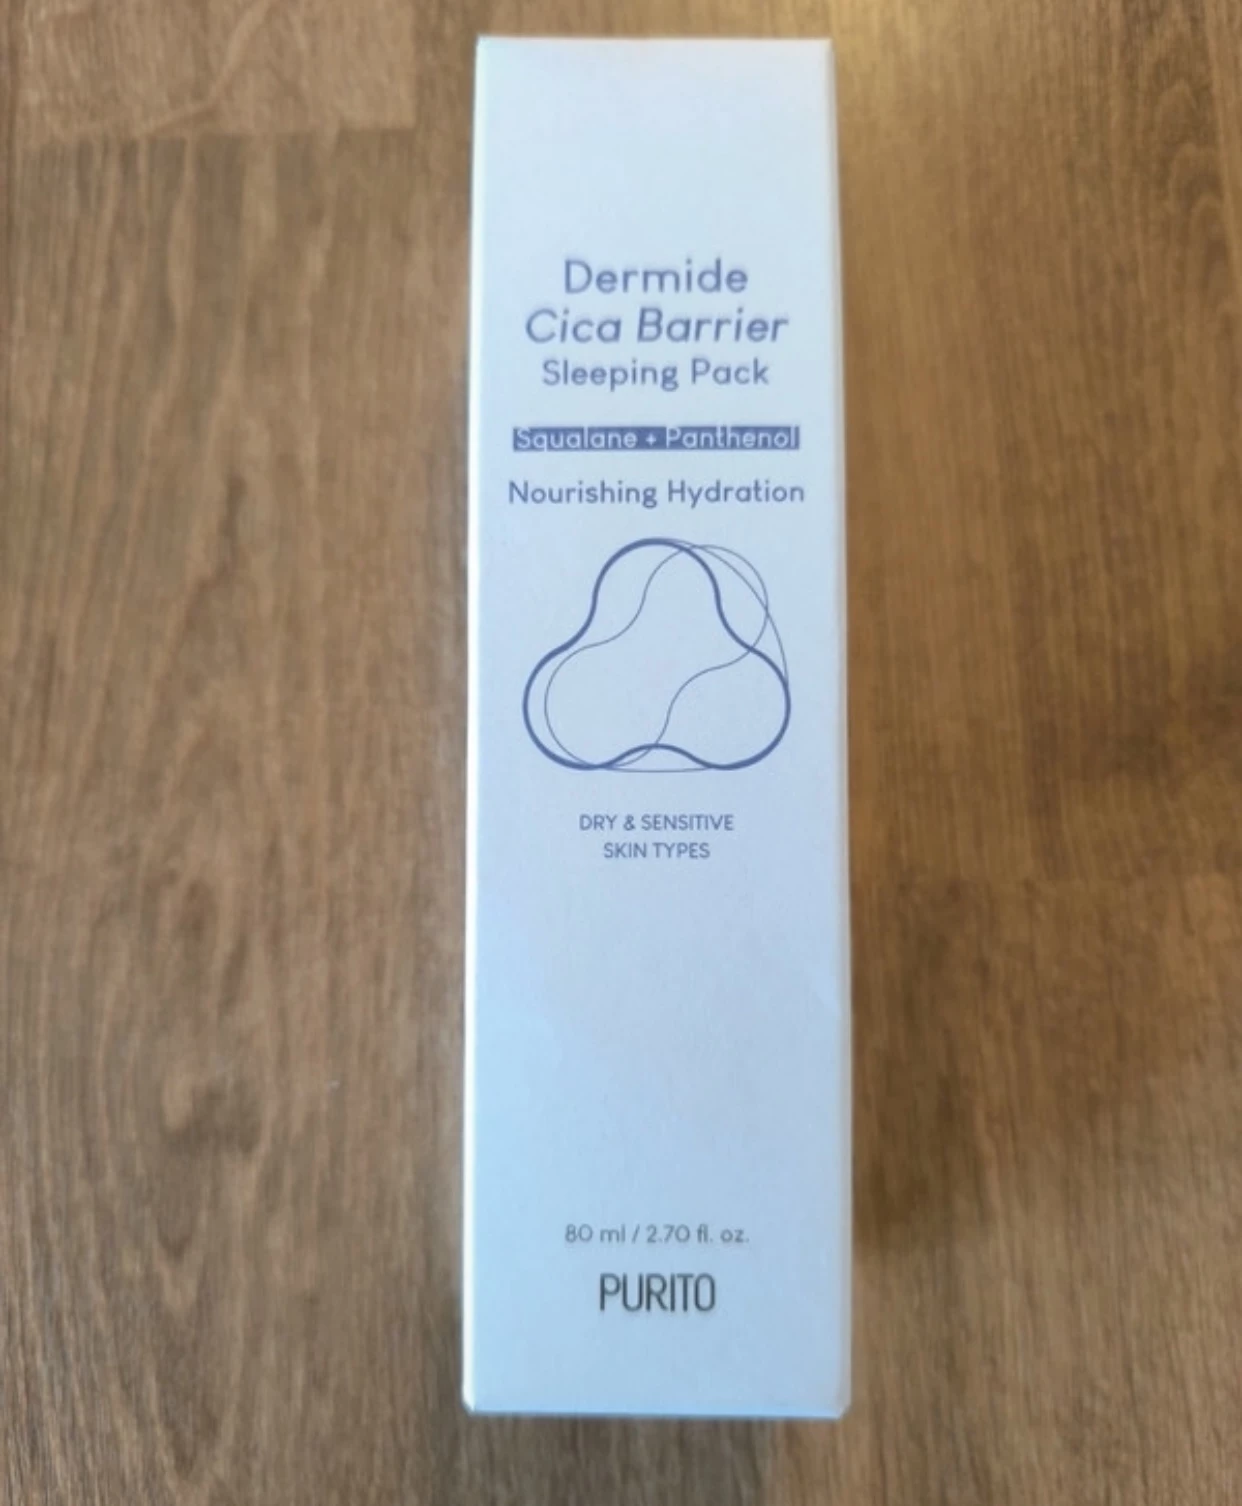 Dermide
Cica Barrier
Sleeping Pack
Squalane + Panthenol
Nourishing Hydration
DRY & SENSITIVE
SKIN TYPES
80 ml / 2.70 fl. oz.
PURITO